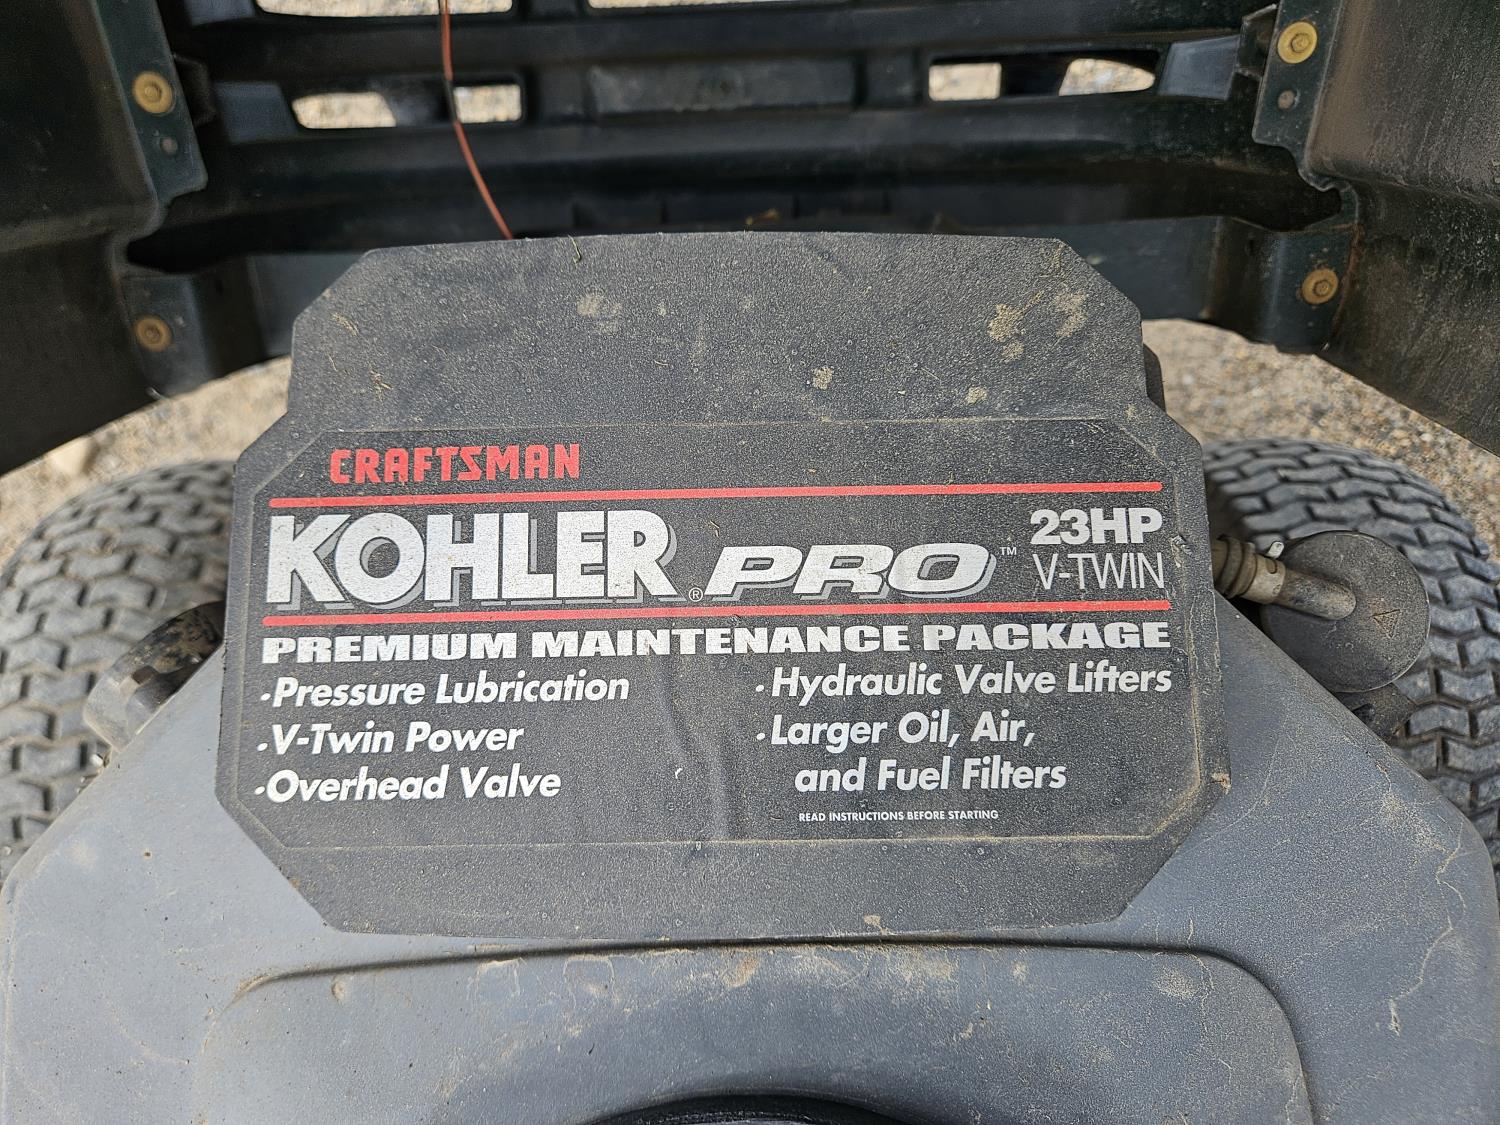 CRAFTSMAN
KOHLER® PRO™ 23HP
V-TWIN
PREMIUM MAINTENANCE PACKAGE
·Pressure Lubrication
·V-Twin Power
·Overhead Valve
·Hydraulic Valve Lifters
·Larger Oil, Air,
and Fuel Filters
READ INSTRUCTIONS BEFORE STARTING